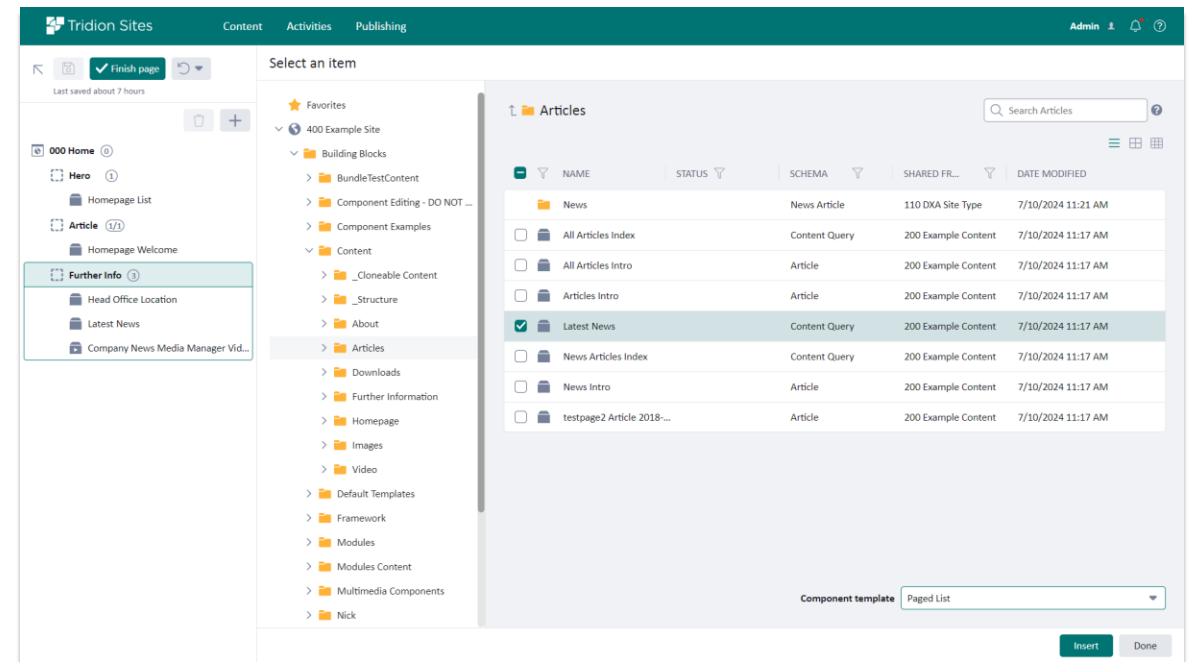 Tridion Sites Content Activities Publishing Admin
Finish page
Last saved about 7 hours
000 Home 0
Hero 1
Homepage List
Article 1/1
Homepage Welcome
Further Info 3
Head Office Location
Latest News
Company News Media Manager Vid...
Select an item
Favorites
400 Example Site
Building Blocks
BundleTestContent
Component Editing - DO NOT ...
Component Examples
Content
_Cloneable Content
_Structure
About
Articles
Downloads
Further Information
Homepage
Images
Video
Default Templates
Framework
Modules
Modules Content
Multimedia Components
Nick
Articles Search Articles
NAME STATUS SCHEMA SHARED FR... DATE MODIFIED
News News Article 110 DXA Site Type 7/10/2024 11:21 AM
All Articles Index Content Query 200 Example Content 7/10/2024 11:17 AM
All Articles Intro Article 200 Example Content 7/10/2024 11:17 AM
Articles Intro Article 200 Example Content 7/10/2024 11:17 AM
Latest News Content Query 200 Example Content 7/10/2024 11:17 AM
News Articles Index Content Query 200 Example Content 7/10/2024 11:17 AM
News Intro Article 200 Example Content 7/10/2024 11:17 AM
testpage2 Article 2018-... Article 200 Example Content 7/10/2024 11:17 AM
Component template Paged List
Insert Done